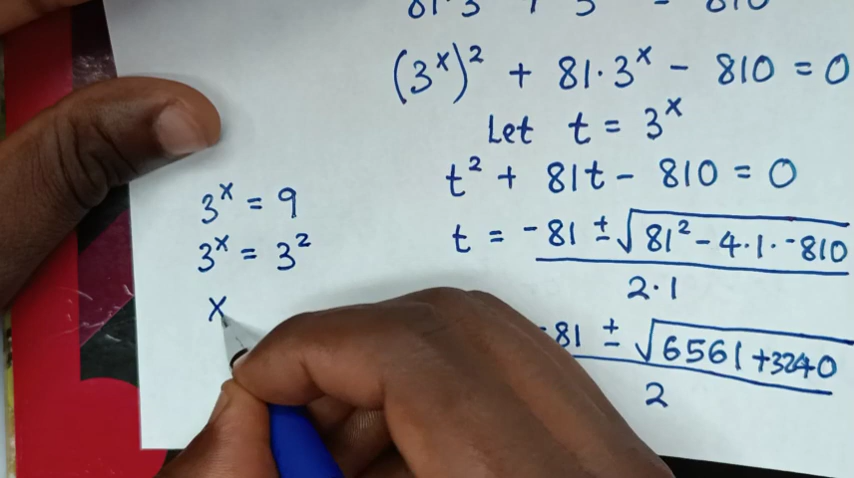 (3ˣ)² + 81·3ˣ - 810 = 0
Let t = 3ˣ
t² + 81t - 810 = 0
t = -81 ± √81² - 4·1·-810
2·1
-81 ± √6561+3240
2
3ˣ = 9
3ˣ = 3²
x